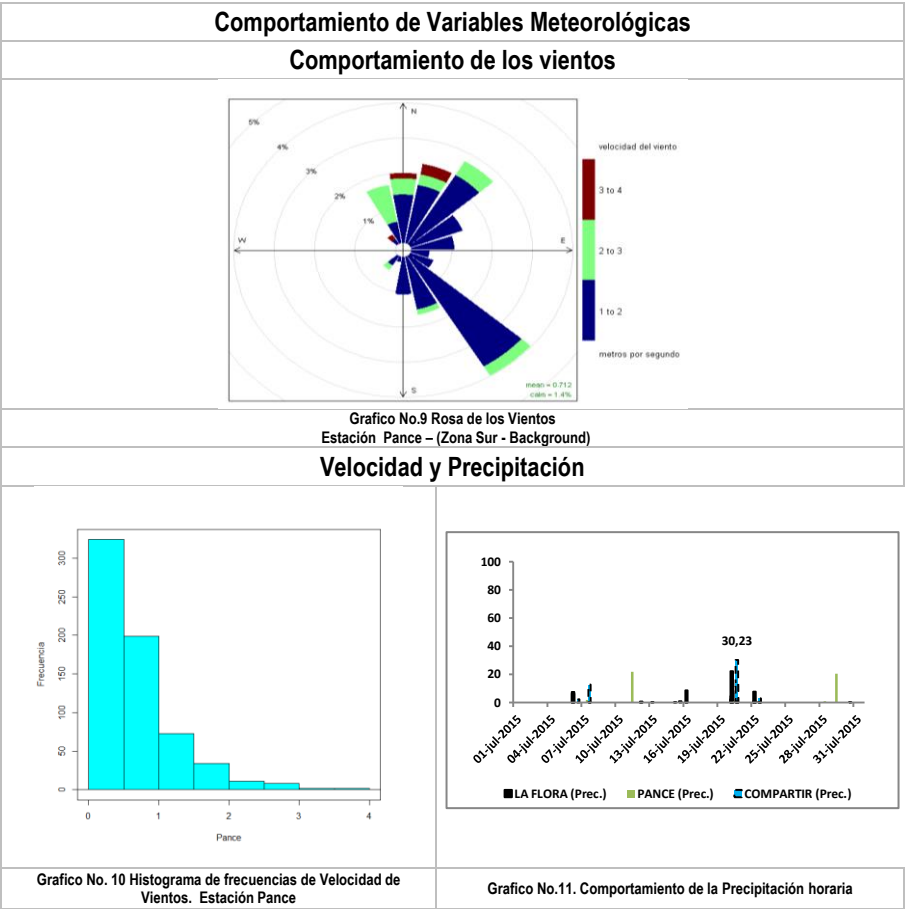 Comportamiento de Variables Meteorológicas
Comportamiento de los vientos
5%
4%
3%
2%
1%
N
W
E
S
velocidad del viento
3 to 4
2 to 3
1 to 2
metros por segundo
mean = 0.712
calm = 1.4%
Grafico No.9 Rosa de los Vientos
Estación Pance – (Zona Sur - Background)
Velocidad y Precipitación
Frecuencia
300
250
200
150
100
50
0
0 1 2 3 4
Pance
100
80
60
40
20
0
30,23
01-jul-2015
04-jul-2015
07-jul-2015
10-jul-2015
13-jul-2015
16-jul-2015
19-jul-2015
22-jul-2015
25-jul-2015
28-jul-2015
31-jul-2015
LA FLORA (Prec.) PANCE (Prec.) COMPARTIR (Prec.)
Grafico No. 10 Histograma de frecuencias de Velocidad de
Vientos. Estación Pance
Grafico No.11. Comportamiento de la Precipitación horaria